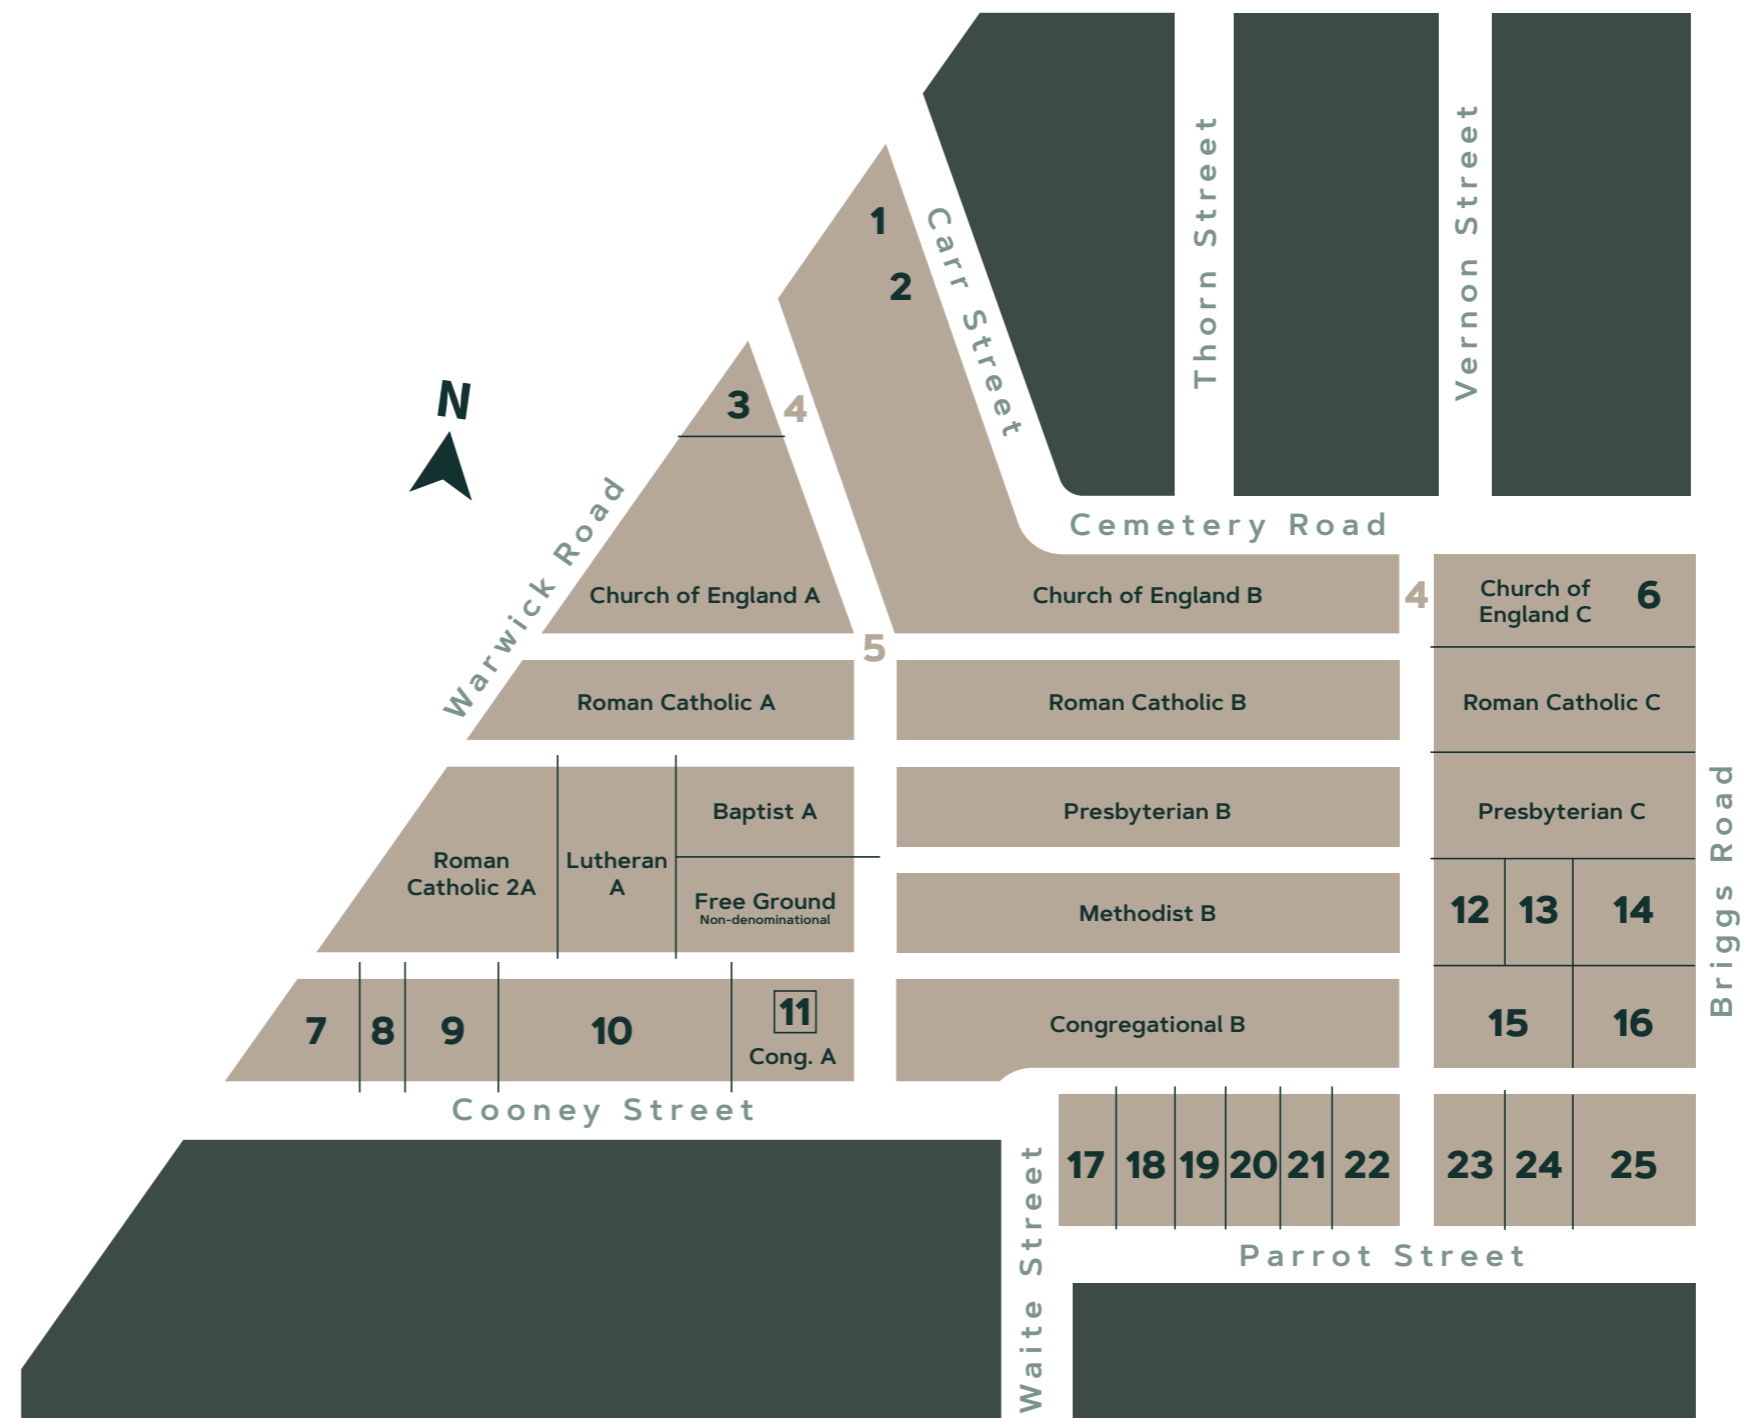 Thorn Street
Vernon Street
Carr Street
1
2
N
3
4
Warwick Road
Cemetery Road
Church of England A
Church of England B
4
Church of
England C
6
5
Roman Catholic A
Roman Catholic B
Roman Catholic C
Baptist A
Presbyterian B
Presbyterian C
Briggs Road
Roman
Catholic 2A
Lutheran
A
Free Ground
Non-denominational
Methodist B
12
13
14
7
8
9
10
11
Cong. A
Congregational B
15
16
Cooney Street
17
18
19
20
21
22
23
24
25
Waite Street
Parrot Street